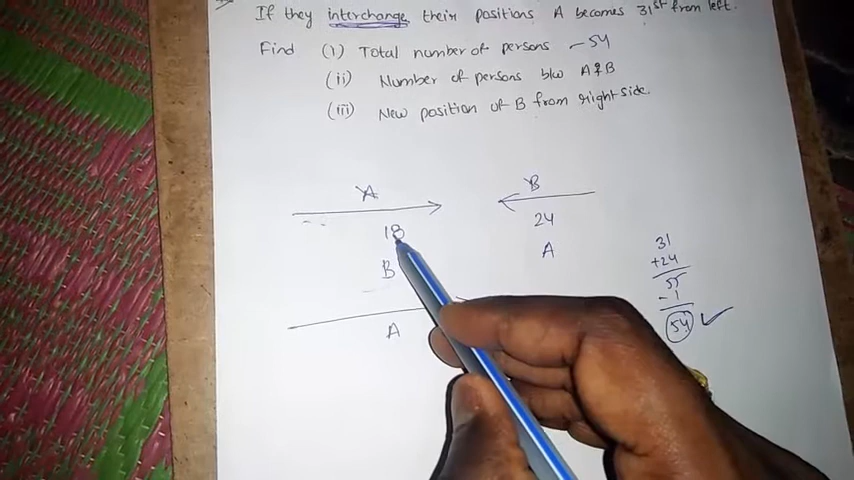 If they interchange their positions A becomes 31st from left.
Find (i) Total number of persons - 54
(ii) Number of persons b/w A & B
(iii) New position of B from right side.
A B
18 24
B A
A
31
+24
55
-1
54